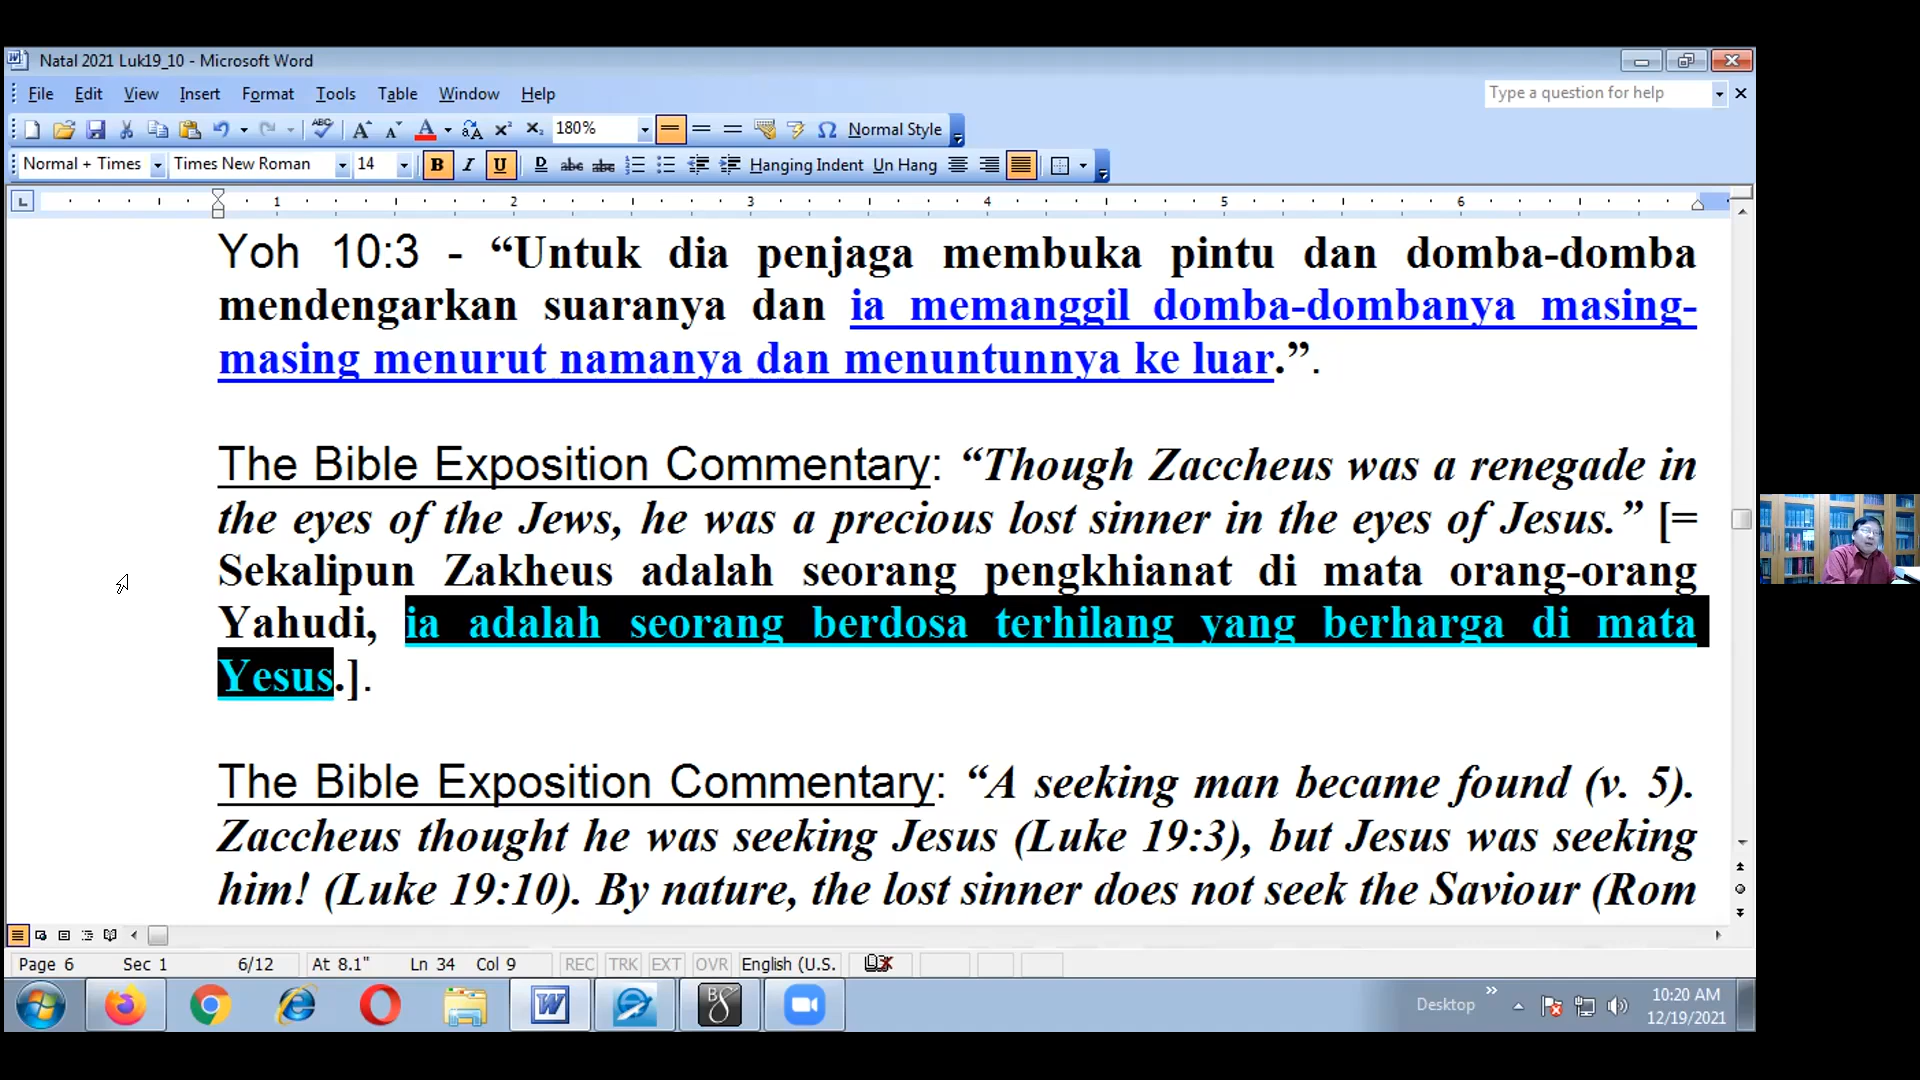 Natal 2021 Luk19_10 - Microsoft Word
File Edit View Insert Format Tools Table Window Help
Type a question for help
180%
Normal Style
Normal + Times Times New Roman 14 B I U
Hanging Indent Un Hang
1 2 3 4 5 6
Yoh 10:3 - “Untuk dia penjaga membuka pintu dan domba-domba
mendengarkan suaranya dan ia memanggil domba-dombanya masing-
masing menurut namanya dan menuntunnya ke luar.”.
The Bible Exposition Commentary: “Though Zaccheus was a renegade in
the eyes of the Jews, he was a precious lost sinner in the eyes of Jesus.” [=
Sekalipun Zakheus adalah seorang pengkhianat di mata orang-orang
Yahudi, ia adalah seorang berdosa terhilang yang berharga di mata
Yesus.].
The Bible Exposition Commentary: “A seeking man became found (v. 5).
Zaccheus thought he was seeking Jesus (Luke 19:3), but Jesus was seeking
him! (Luke 19:10). By nature, the lost sinner does not seek the Saviour (Rom
Page 6 Sec 1 6/12 At 8.1" Ln 34 Col 9 REC TRK EXT OVR English (U.S.
Desktop
10:20 AM
12/19/2021